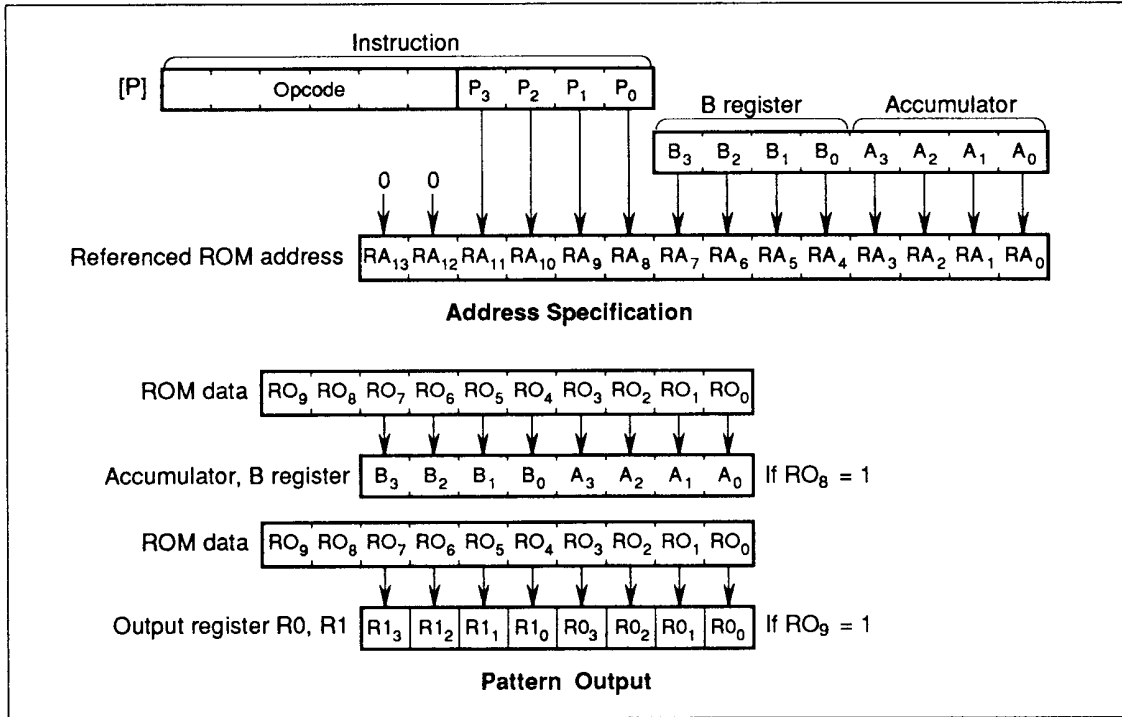 Instruction
[P] Opcode P3 P2 P1 P0
B register Accumulator
B3 B2 B1 B0 A3 A2 A1 A0
0 0
Referenced ROM address RA13 RA12 RA11 RA10 RA9 RA8 RA7 RA6 RA5 RA4 RA3 RA2 RA1 RA0
Address Specification
ROM data RO9 RO8 RO7 RO6 RO5 RO4 RO3 RO2 RO1 RO0
Accumulator, B register B3 B2 B1 B0 A3 A2 A1 A0 If RO8 = 1
ROM data RO9 RO8 RO7 RO6 RO5 RO4 RO3 RO2 RO1 RO0
Output register R0, R1 R13 R12 R11 R10 R03 R02 R01 R00 If RO9 = 1
Pattern Output